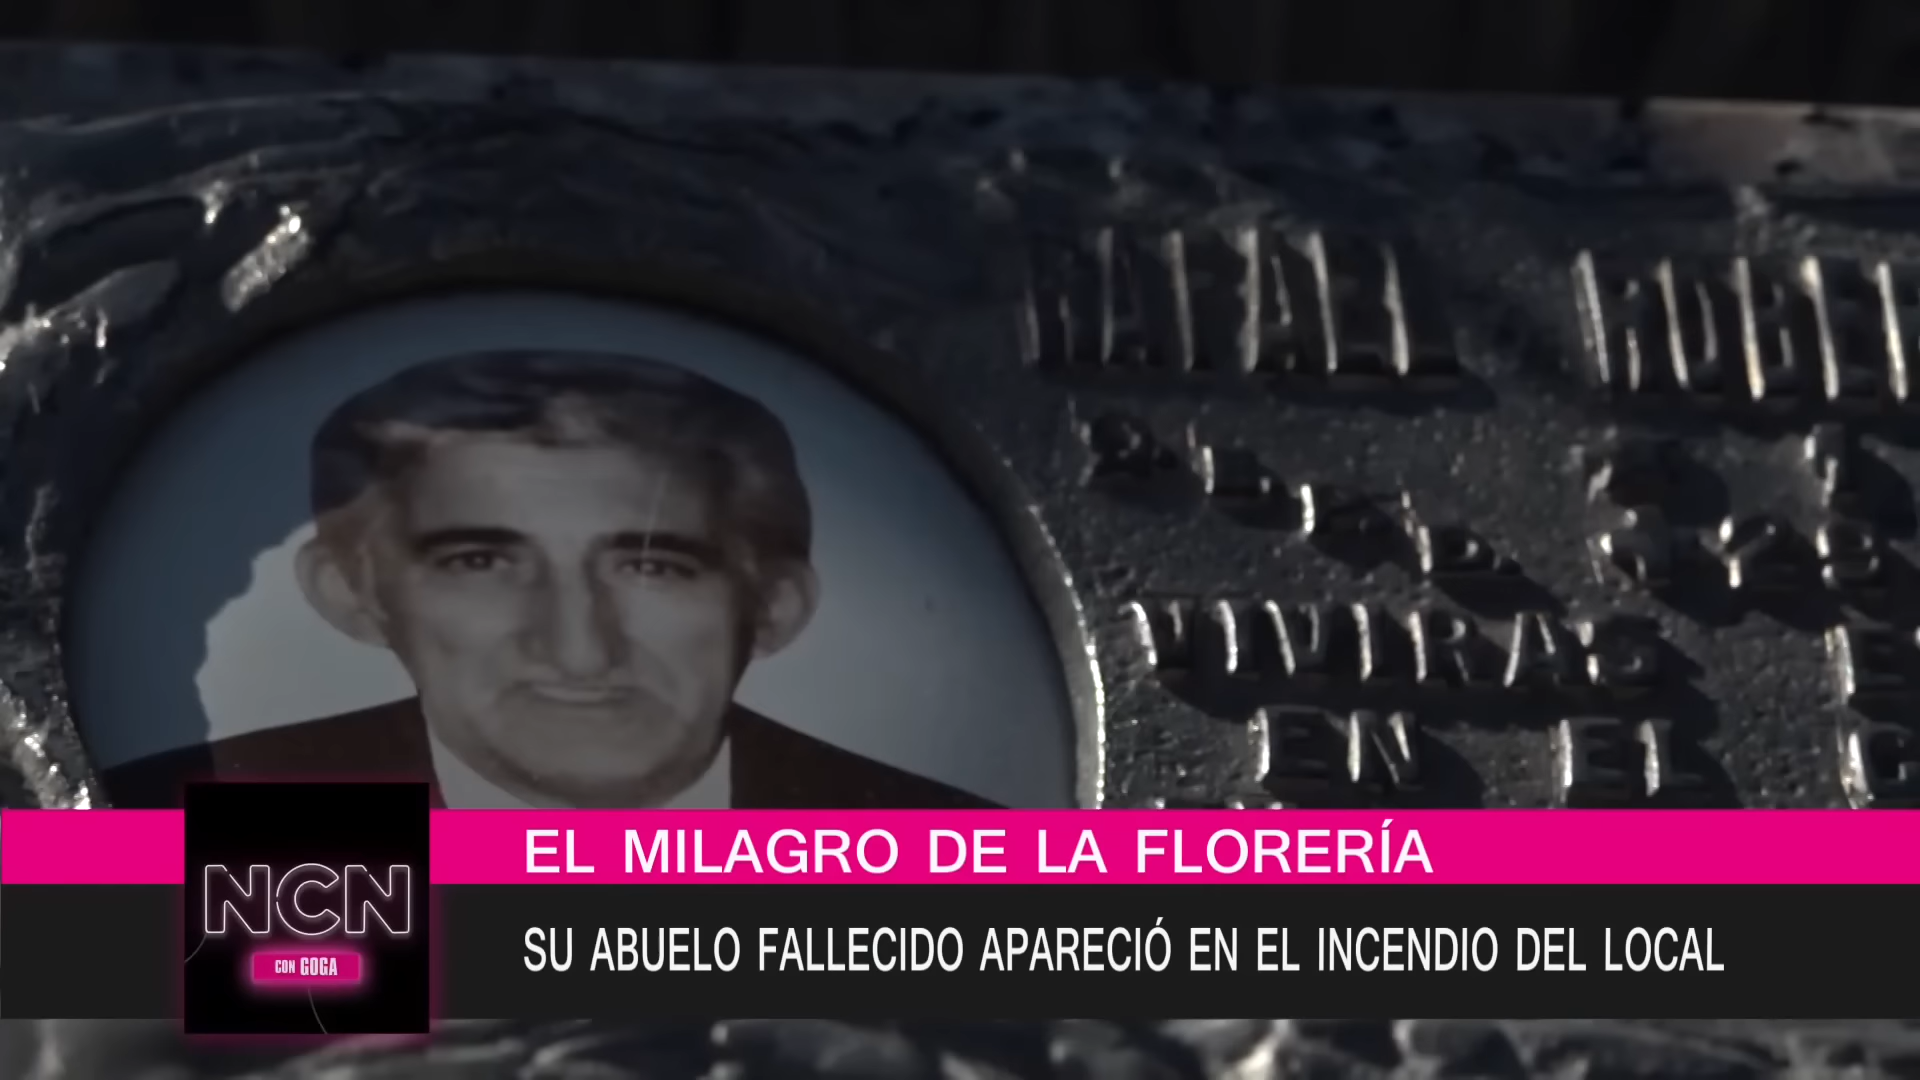 VIVIRAS
EN EL
EL MILAGRO DE LA FLORERÍA
NCN
CON GOGA
SU ABUELO FALLECIDO APARECIÓ EN EL INCENDIO DEL LOCAL